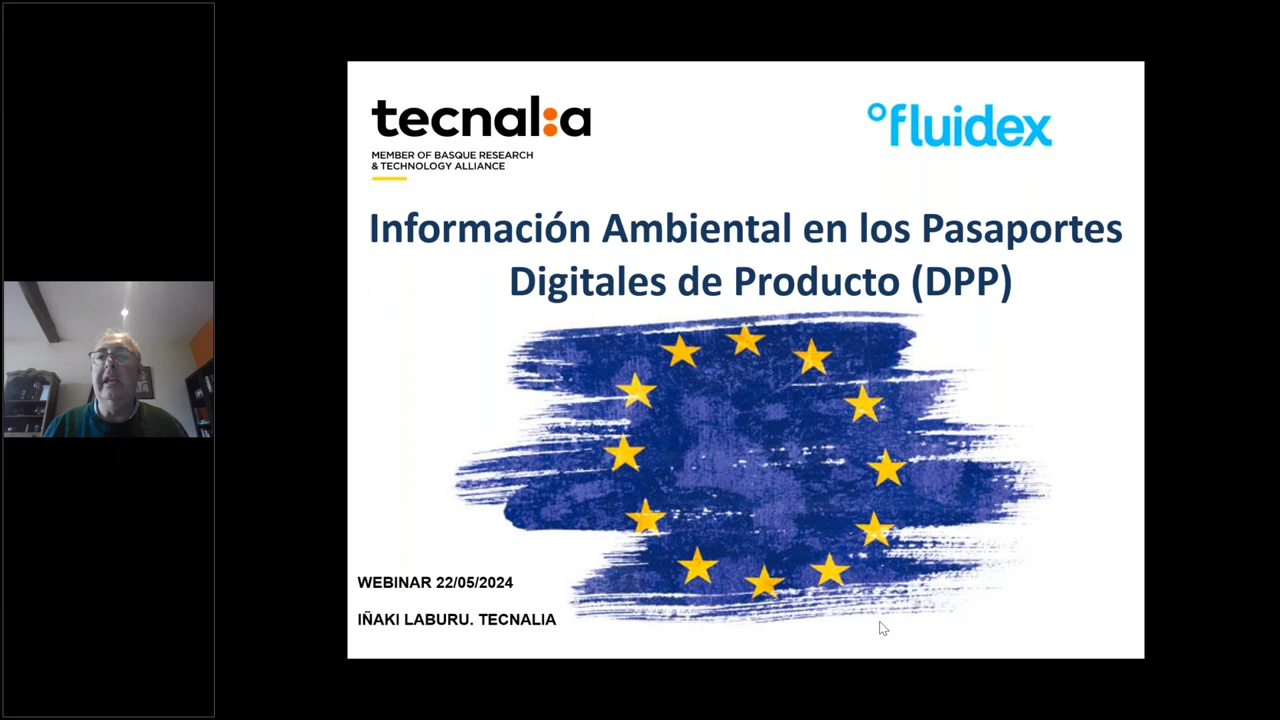 tecnal:a
MEMBER OF BASQUE RESEARCH
& TECHNOLOGY ALLIANCE
fluidex
Información Ambiental en los Pasaportes
Digitales de Producto (DPP)
WEBINAR 22/05/2024
IÑAKI LABURU. TECNALIA